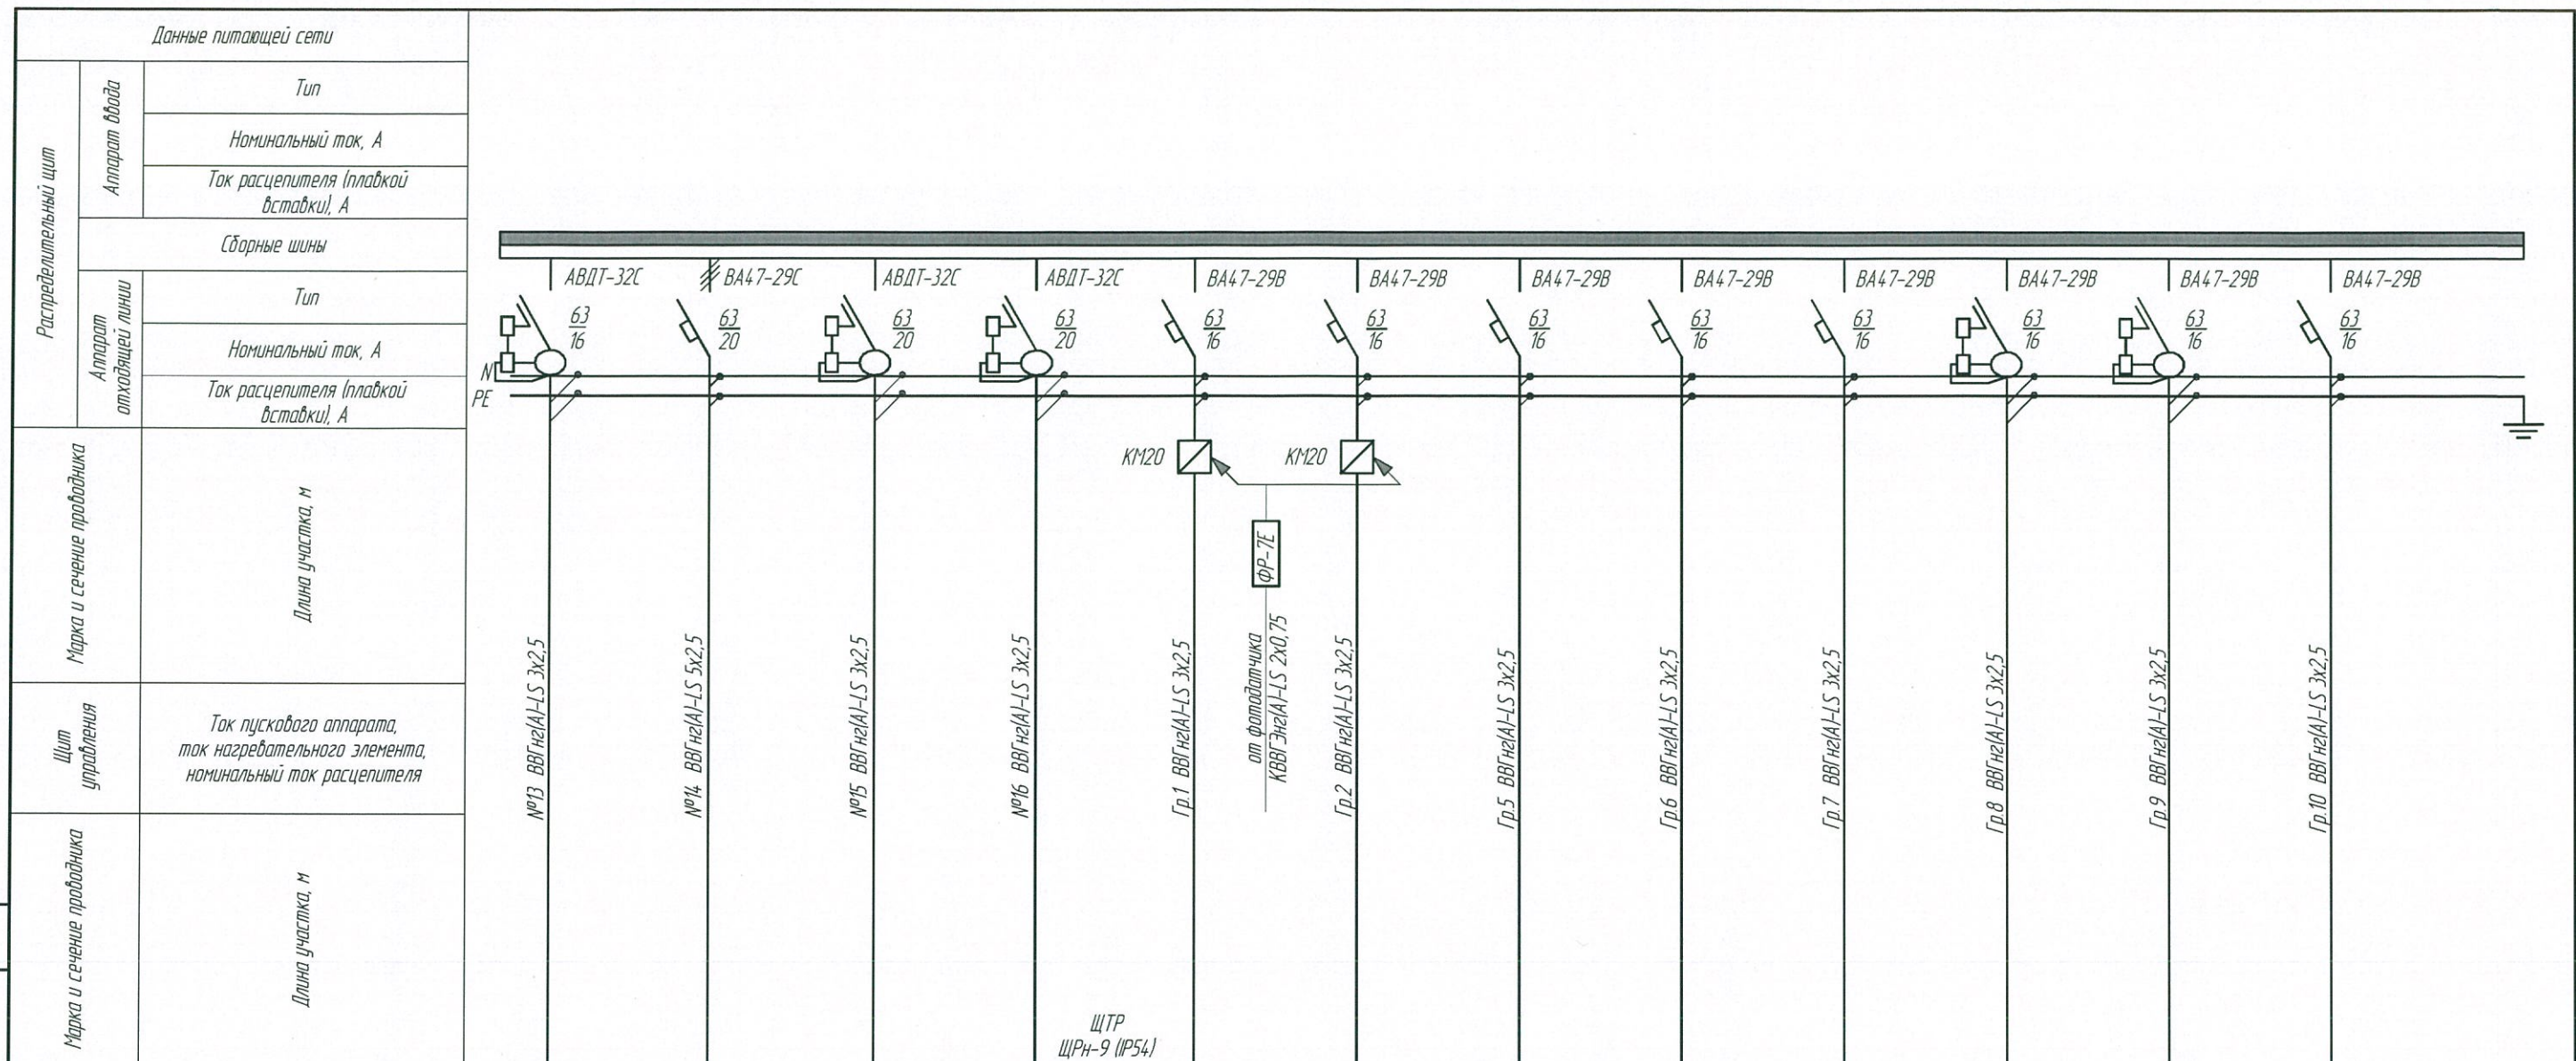 Данные питающей сети
Распределительный щит
Аппарат ввода
Тип
Номинальный ток, А
Ток расцепителя (плавкой
вставки), А
Сборные шины
Аппарат
отходящей линии
Тип
Номинальный ток, А
Ток расцепителя (плавкой
вставки), А
Марка и сечение проводника
Длина участка, м
Щит
управления
Ток пускового аппарата,
ток нагревательного элемента,
номинальный ток расцепителя
Марка и сечение проводника
Длина участка, м
АВДТ-32С
ВА47-29С
АВДТ-32С
АВДТ-32С
ВА47-29В
ВА47-29В
ВА47-29В
ВА47-29В
ВА47-29В
ВА47-29В
ВА47-29В
ВА47-29В
63
16
63
20
63
20
63
20
63
16
63
16
63
16
63
16
63
16
63
16
63
16
63
16
N
PE
КМ20
КМ20
ФР-7Е
от фотодатчика
КВВГЭнг(А)-LS 2х0,75
№13 ВВГнг(А)-LS 3х2,5
№14 ВВГнг(А)-LS 5х2,5
№15 ВВГнг(А)-LS 3х2,5
№16 ВВГнг(А)-LS 3х2,5
Гр.1 ВВГнг(А)-LS 3х2,5
Гр.2 ВВГнг(А)-LS 3х2,5
Гр.5 ВВГнг(А)-LS 3х2,5
Гр.6 ВВГнг(А)-LS 3х2,5
Гр.7 ВВГнг(А)-LS 3х2,5
Гр.8 ВВГнг(А)-LS 3х2,5
Гр.9 ВВГнг(А)-LS 3х2,5
Гр.10 ВВГнг(А)-LS 3х2,5
ЩТР
ЩРн-9 (IP54)